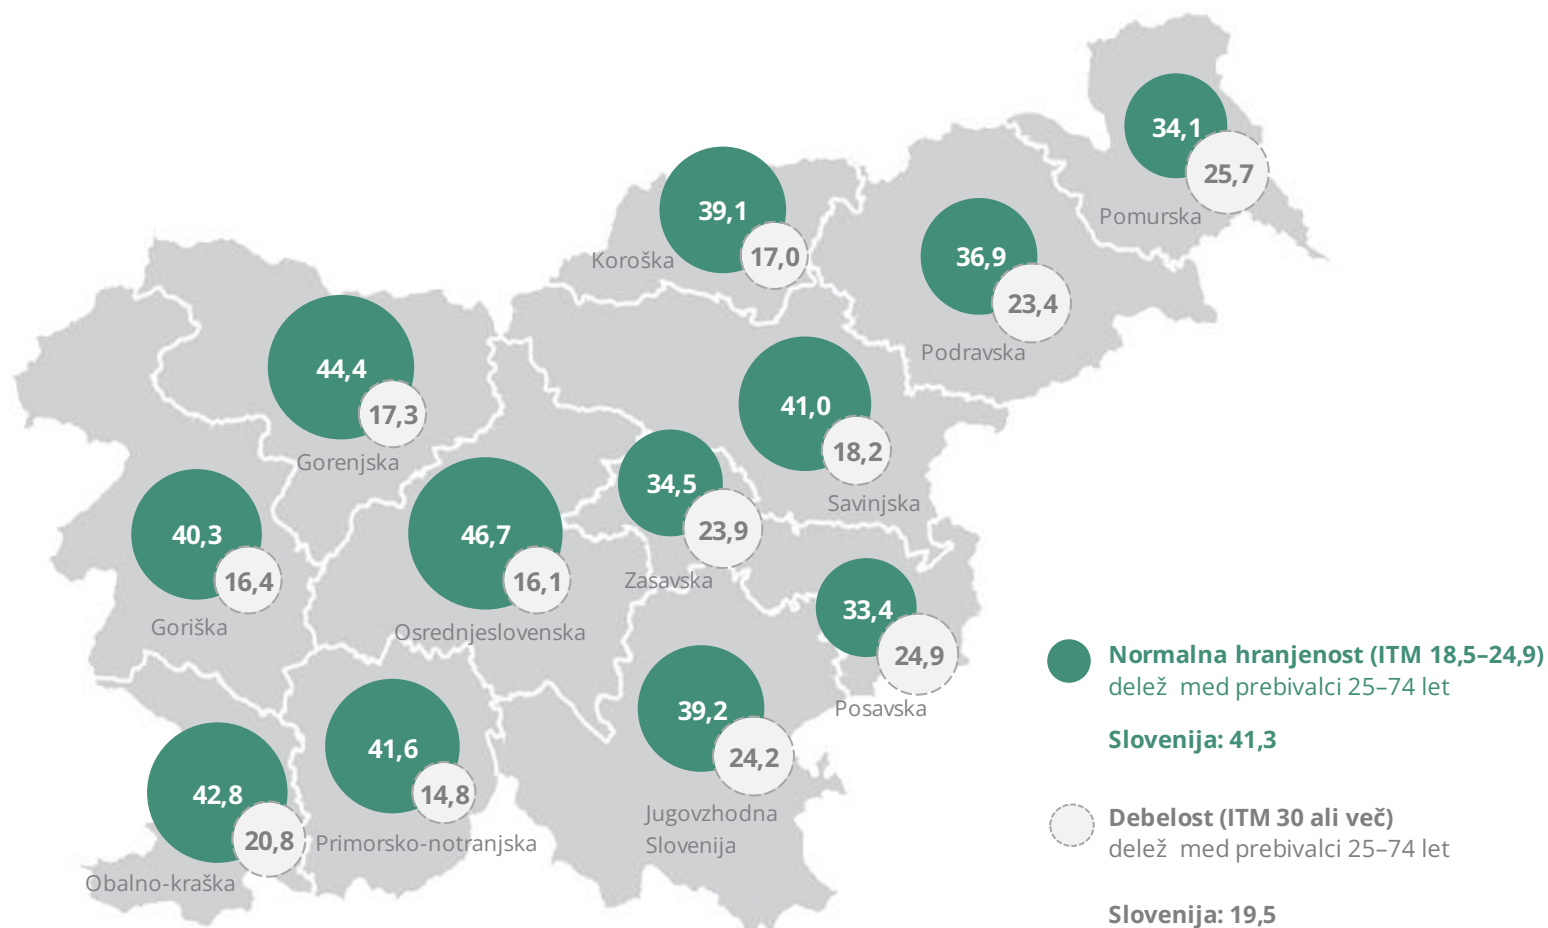 34,1
25,7
Pomurska
39,1
17,0
Koroška
36,9
23,4
Podravska
44,4
17,3
Gorenjska
41,0
18,2
Savinjska
34,5
23,9
Zasavska
40,3
16,4
Goriška
46,7
16,1
Osrednjeslovenska
33,4
24,9
Posavska
39,2
24,2
Jugovzhodna
Slovenija
41,6
14,8
Primorsko-notranjska
42,8
20,8
Obalno-kraška
Normalna hranjenost (ITM 18,5–24,9)
delež med prebivalci 25–74 let
Slovenija: 41,3
Debelost (ITM 30 ali več)
delež med prebivalci 25–74 let
Slovenija: 19,5